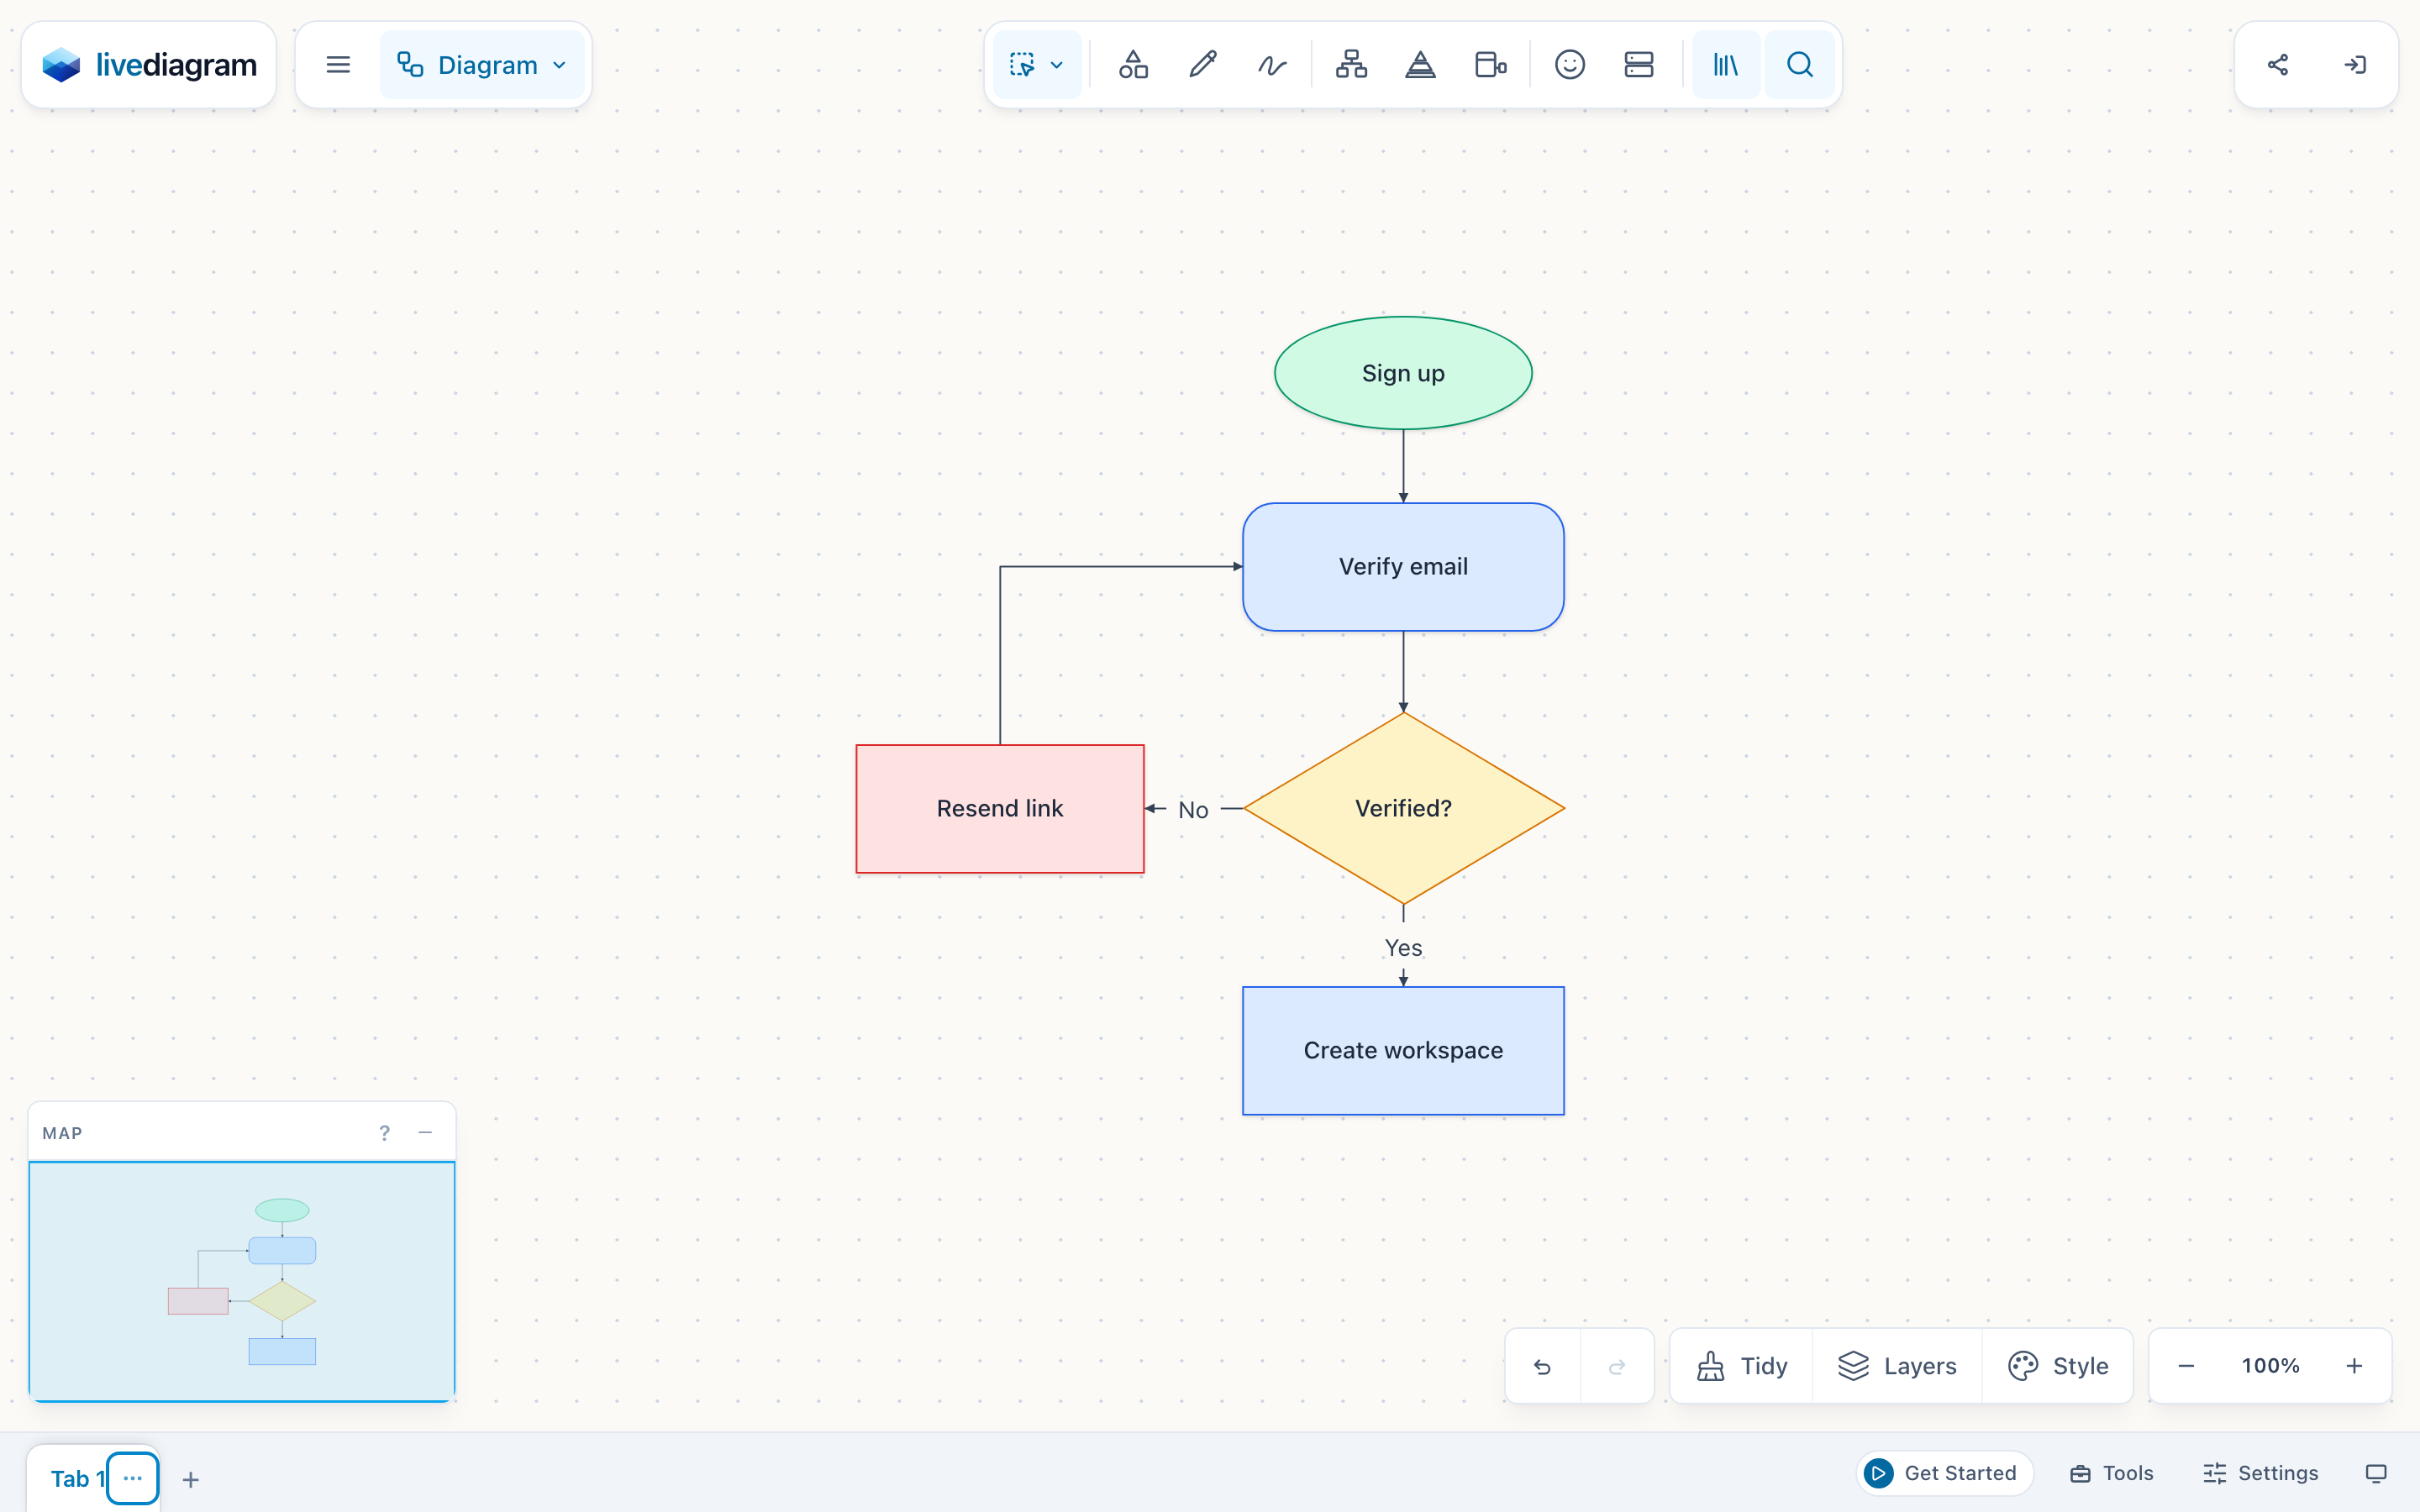 livediagram
Diagram
Sign up
Verify email
Resend link
No
Verified?
Yes
Create workspace
MAP
?
Tidy
Layers
Style
100%
Tab 1
Get Started
Tools
Settings